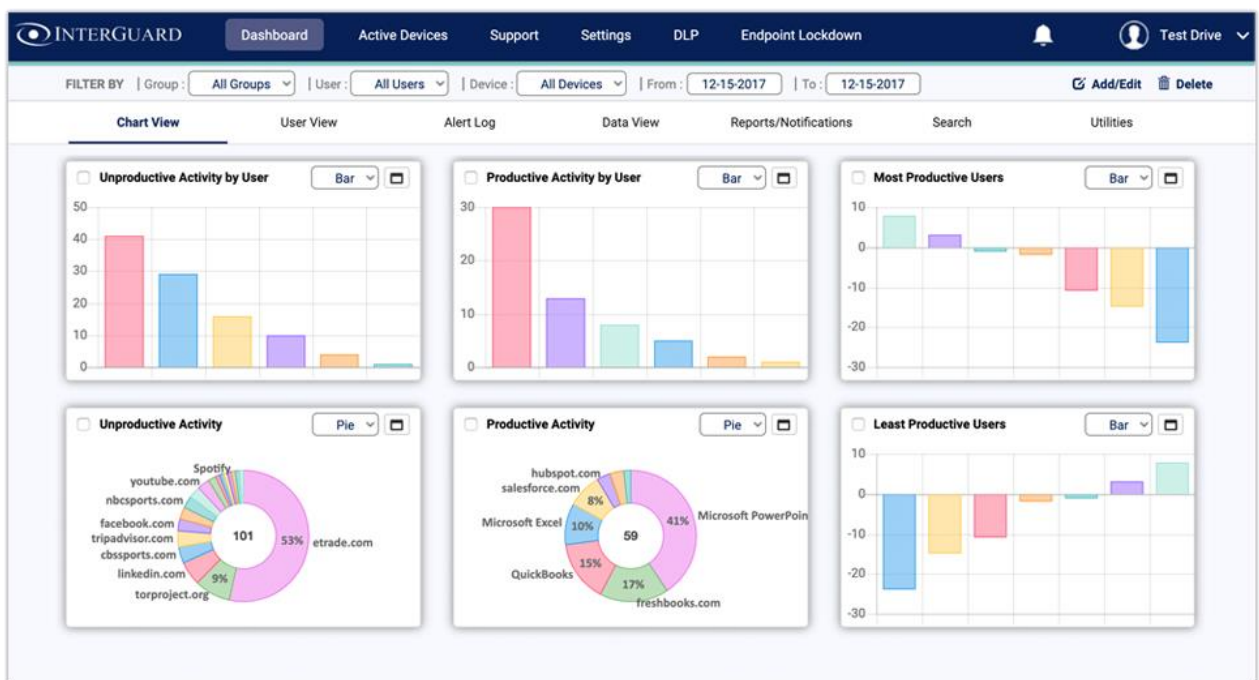 INTERGUARD Dashboard Active Devices Support Settings DLP Endpoint Lockdown Test Drive
FILTER BY | Group : All Groups | User : All Users | Device : All Devices | From : 12-15-2017 | To : 12-15-2017 Add/Edit Delete
Chart View User View Alert Log Data View Reports/Notifications Search Utilities
Unproductive Activity by User Bar
50
40
30
20
10
0
Productive Activity by User Bar
30
20
10
0
Most Productive Users Bar
10
0
-10
-20
-30
Unproductive Activity Pie
Spotify
youtube.com
nbcsports.com
facebook.com
tripadvisor.com
cbssports.com
linkedin.com
torproject.org
9%
101
53%
etrade.com
Productive Activity Pie
hubspot.com
salesforce.com
8%
Microsoft Excel
10%
QuickBooks
15%
17%
freshbooks.com
59
41%
Microsoft PowerPoin
Least Productive Users Bar
10
0
-10
-20
-30